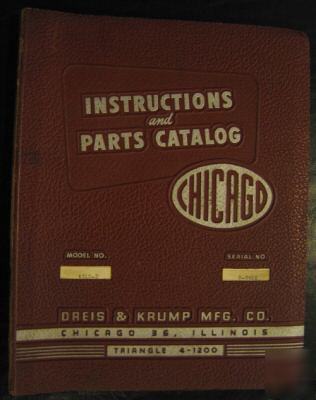 INSTRUCTIONS
and
PARTS CATALOG
CHICAGO
MODEL NO.
SERIAL NO
DREIS & KRUMP MFG. CO.
CHICAGO 36, ILLINOIS
TRIANGLE 4-1200